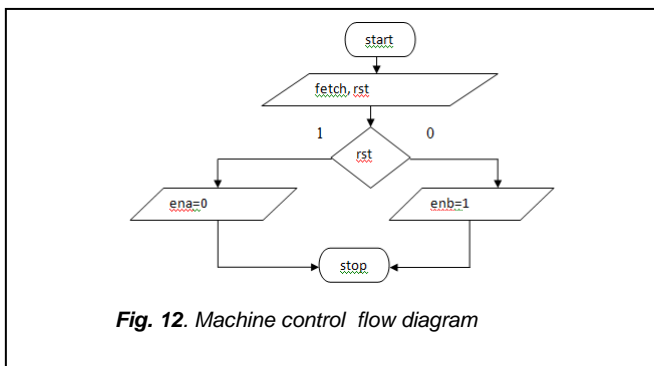 start
fetch, rst
1 0
rst
ena=0 enb=1
stop
Fig. 12. Machine control flow diagram